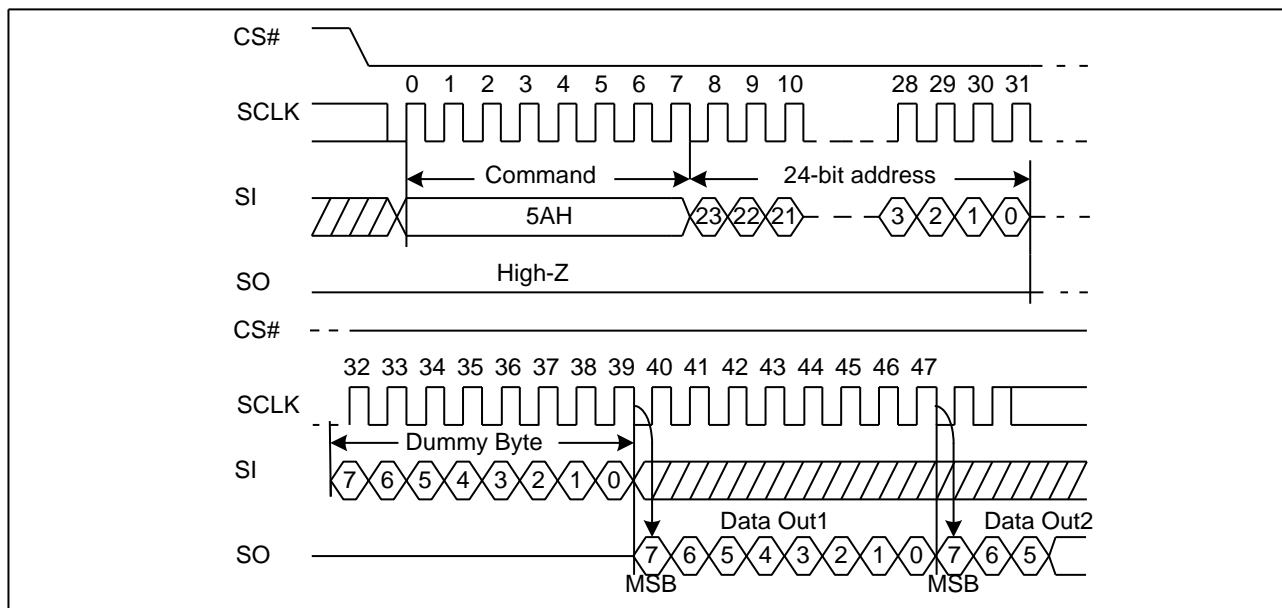 CS#
0 1 2 3 4 5 6 7 8 9 10 28 29 30 31
SCLK
Command 24-bit address
SI
5AH 23 22 21 3 2 1 0
High-Z
SO
CS#
32 33 34 35 36 37 38 39 40 41 42 43 44 45 46 47
SCLK
Dummy Byte
SI
7 6 5 4 3 2 1 0
Data Out1 Data Out2
SO
7 6 5 4 3 2 1 0 7 6 5
MSB MSB